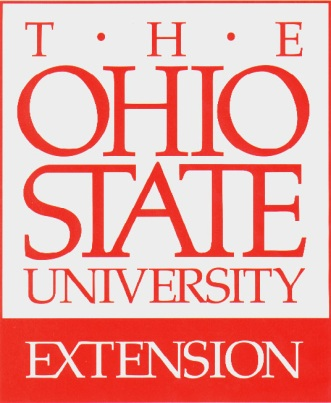 T · H · E
OHIO
STATE
UNIVERSITY
EXTENSION